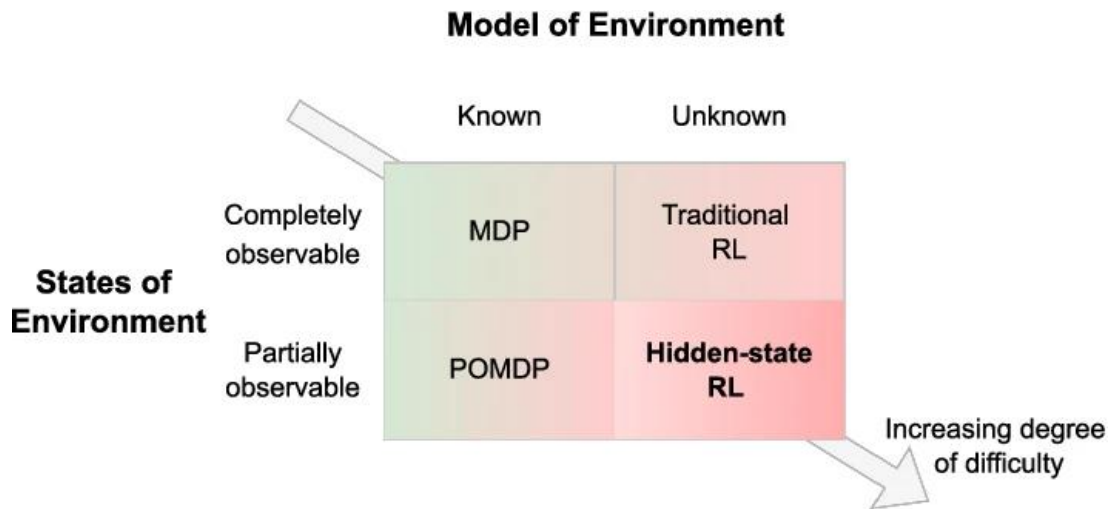 Model of Environment
Known
Unknown
Completely
observable
MDP
Traditional
RL
States of
Environment
Partially
observable
POMDP
Hidden-state
RL
Increasing degree
of difficulty